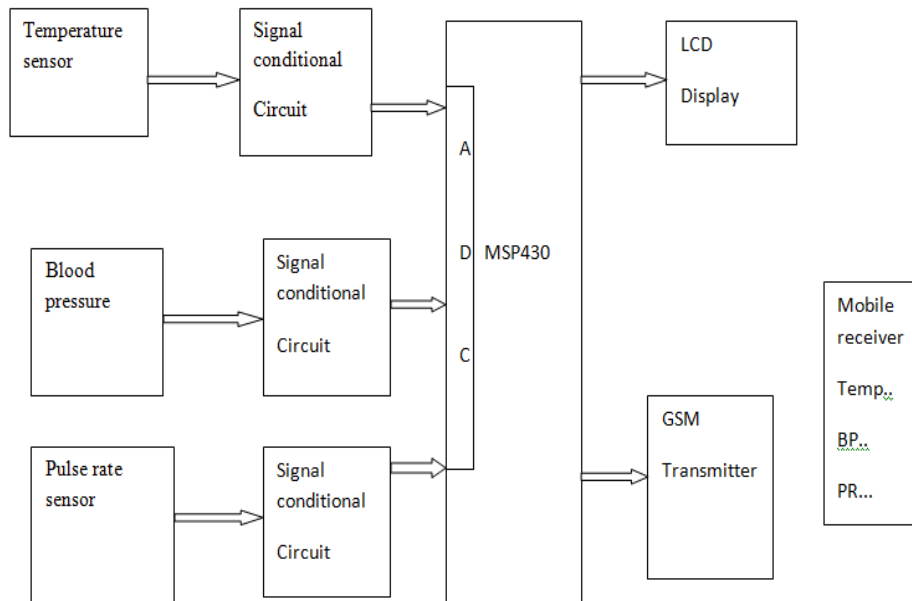 Temperature
sensor
Signal
conditional
Circuit
LCD
Display
A
D
C
MSP430
Blood
pressure
Signal
conditional
Circuit
Mobile
receiver
Temp..
BP..
PR...
GSM
Transmitter
Pulse rate
sensor
Signal
conditional
Circuit